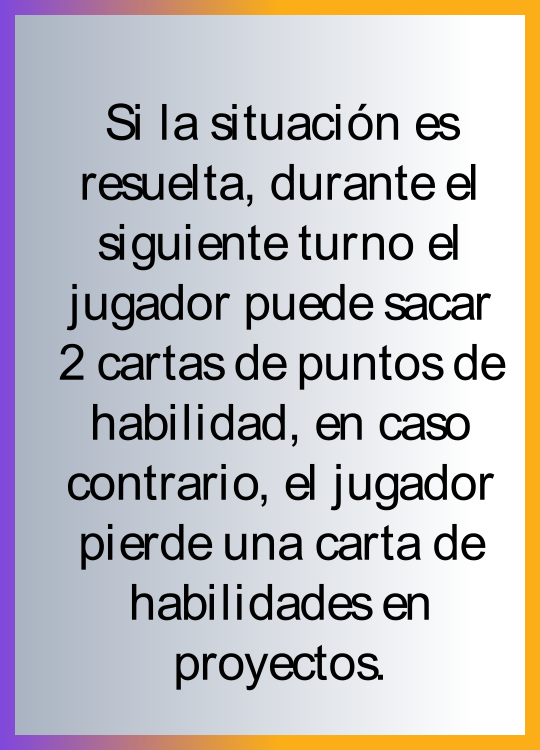 Si la situación es
resuelta, durante el
siguiente turno el
jugador puede sacar
2 cartas de puntos de
habilidad, en caso
contrario, el jugador
pierde una carta de
habilidades en
proyectos.